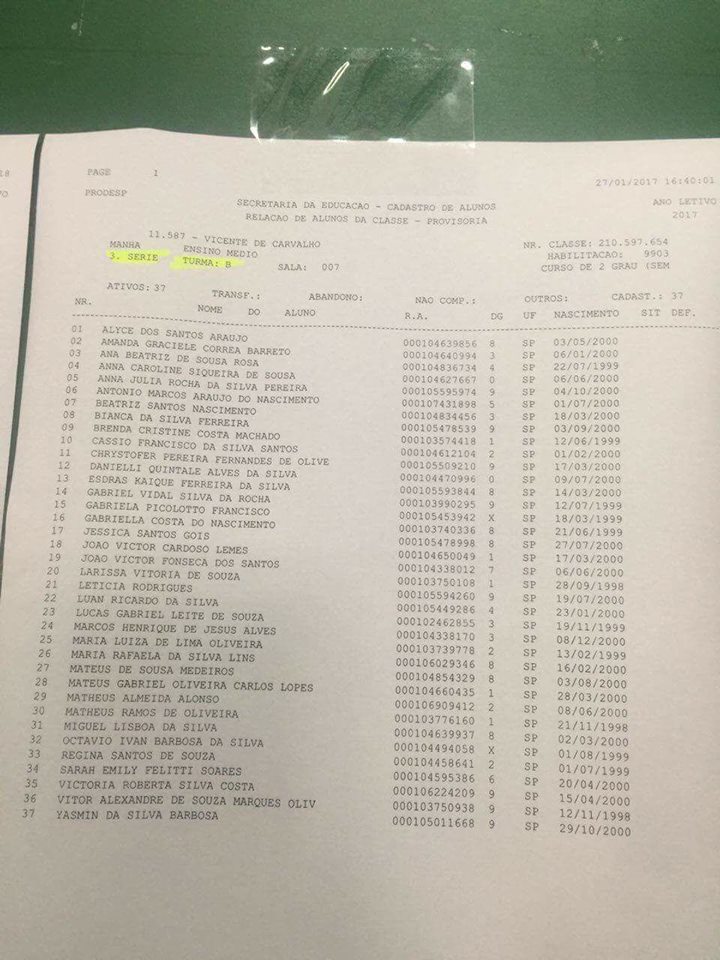 18
VO
PAGE 1 27/01/2017 16:40:01
PRODESP SECRETARIA DA EDUCACAO - CADASTRO DE ALUNOS ANO LETIVO
RELACAO DE ALUNOS DA CLASSE - PROVISORIA 2017
11.587 - VICENTE DE CARVALHO NR. CLASSE: 210.597.654
MANHA ENSINO MEDIO HABILITACAO: 9903
3. SERIE TURMA: B SALA: 007 CURSO DE 2 GRAU (SEM
ATIVOS: 37 TRANSF.: ABANDONO: NAO COMP.: OUTROS: CADAST.: 37
NR. NOME DO ALUNO R.A. DG UF NASCIMENTO SIT DEF.
01 ALYCE DOS SANTOS ARAUJO 000104639856 8 SP 03/05/2000
02 AMANDA GRACIELE CORREA BARRETO 000104640994 3 SP 06/01/2000
03 ANA BEATRIZ DE SOUSA ROSA 000104836734 4 SP 22/07/1999
04 ANNA CAROLINE SIQUEIRA DE SOUSA 000104627667 0 SP 06/06/2000
05 ANNA JULIA ROCHA DA SILVA PEREIRA 000105595974 9 SP 04/10/2000
06 ANTONIO MARCOS ARAUJO DO NASCIMENTO 000107431898 5 SP 01/07/2000
07 BEATRIZ SANTOS NASCIMENTO 000104834456 3 SP 18/03/2000
08 BIANCA DA SILVA FERREIRA 000105478539 9 SP 03/09/2000
09 BRENDA CRISTINE COSTA MACHADO 000103574418 1 SP 12/06/1999
10 CASSIO FRANCISCO DA SILVA SANTOS 000104612104 2 SP 01/02/2000
11 CHRYSTOFER PEREIRA FERNANDES DE OLIVE 000105509210 9 SP 17/03/2000
12 DANIELLI QUINTALE ALVES DA SILVA 000104470996 0 SP 09/07/2000
13 ESDRAS KAIQUE FERREIRA DA SILVA 000105593844 8 SP 14/03/2000
14 GABRIEL VIDAL SILVA DA ROCHA 000103990295 9 SP 12/07/1999
15 GABRIELA PICOLOTTO FRANCISCO 000105453942 X SP 18/03/1999
16 GABRIELLA COSTA DO NASCIMENTO 000103740336 8 SP 21/06/1999
17 JESSICA SANTOS GOIS 000105478998 8 SP 27/07/2000
18 JOAO VICTOR CARDOSO LEMES 000104650049 1 SP 17/03/2000
19 JOAO VICTOR FONSECA DOS SANTOS 000104338012 7 SP 06/06/2000
20 LARISSA VITORIA DE SOUZA 000103750108 1 SP 28/09/1998
21 LETICIA RODRIGUES 000105594260 9 SP 19/07/2000
22 LUAN RICARDO DA SILVA 000105449286 4 SP 23/01/2000
23 LUCAS GABRIEL LEITE DE SOUZA 000102462855 3 SP 19/11/1999
24 MARCOS HENRIQUE DE JESUS ALVES 000104338170 3 SP 08/12/2000
25 MARIA LUIZA DE LIMA OLIVEIRA 000103739778 2 SP 13/02/1999
26 MARIA RAFAELA DA SILVA LINS 000106029346 8 SP 16/02/2000
27 MATEUS DE SOUSA MEDEIROS 000104854329 8 SP 03/08/2000
28 MATEUS GABRIEL OLIVEIRA CARLOS LOPES 000104660435 1 SP 28/03/2000
29 MATHEUS ALMEIDA ALONSO 000106909412 2 SP 08/06/2000
30 MATHEUS RAMOS DE OLIVEIRA 000103776160 1 SP 21/11/1998
31 MIGUEL LISBOA DA SILVA 000104639937 8 SP 02/03/2000
32 OCTAVIO IVAN BARBOSA DA SILVA 000104494058 X SP 01/08/1999
33 REGINA SANTOS DE SOUZA 000104458641 2 SP 01/07/1999
34 SARAH EMILY FELITTI SOARES 000104595386 6 SP 20/04/2000
35 VICTORIA ROBERTA SILVA COSTA 000106224209 9 SP 15/04/2000
36 VITOR ALEXANDRE DE SOUZA MARQUES OLIV 000103750938 9 SP 12/11/1998
37 YASMIN DA SILVA BARBOSA 000105011668 9 SP 29/10/2000